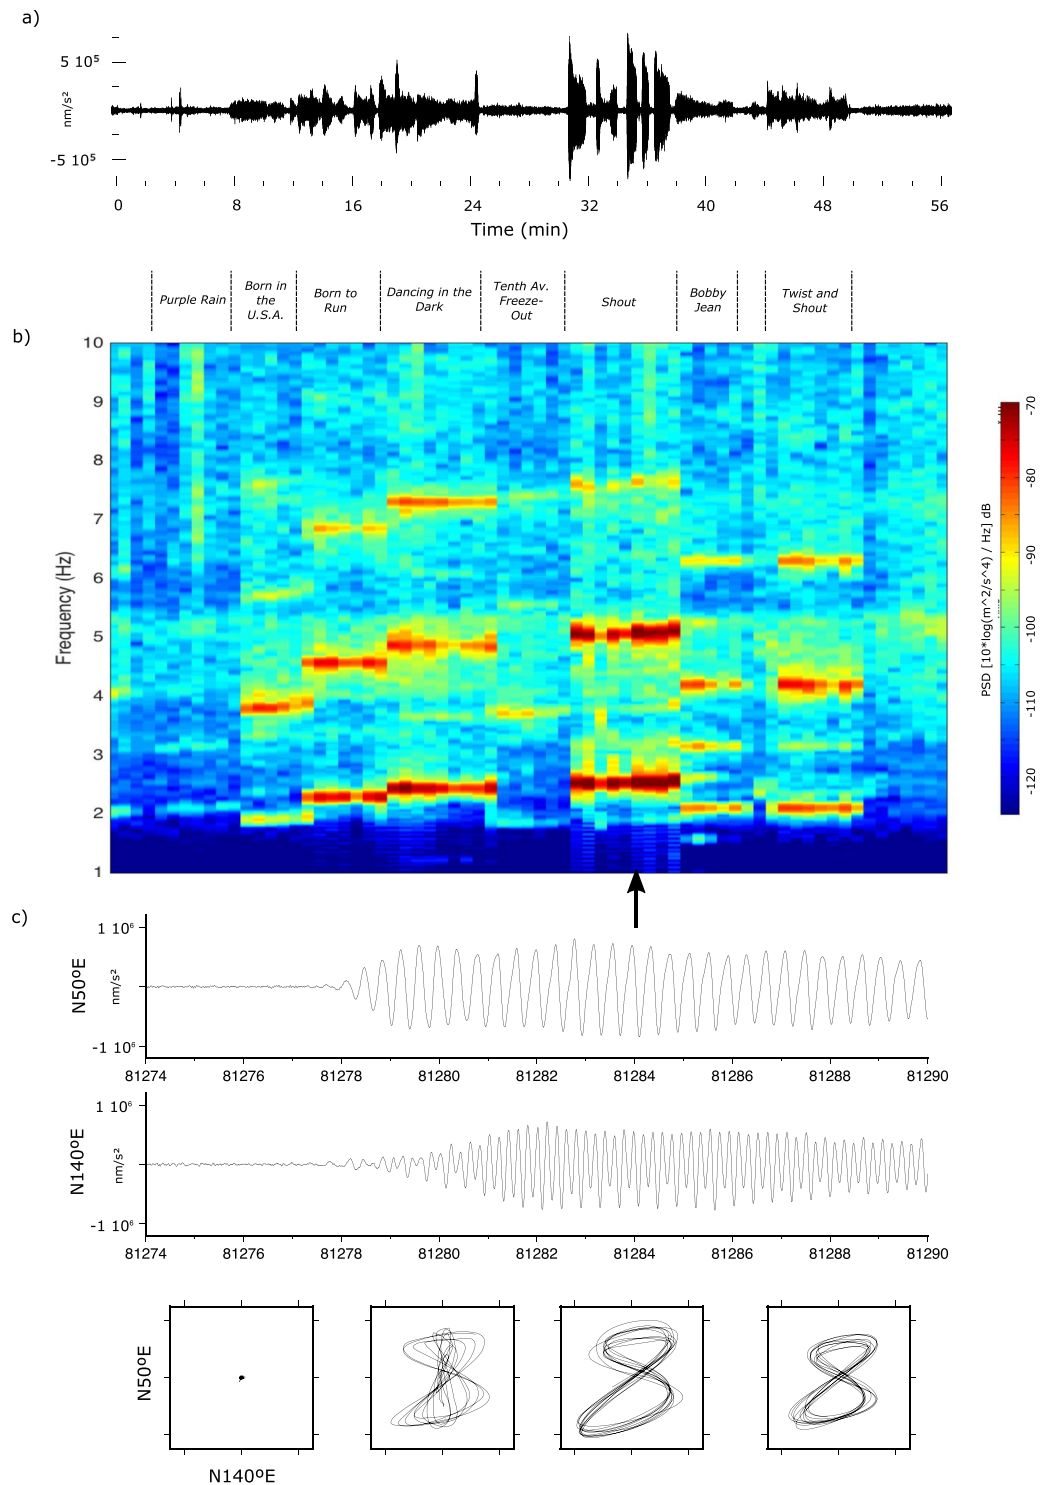 a)
5 10⁵
nm/s²
-5 10⁵
0 8 16 24 32 40 48 56
Time (min)
Purple Rain
Born in
the
U.S.A.
Born to
Run
Dancing in the
Dark
Tenth Av.
Freeze-
Out
Shout
Bobby
Jean
Twist and
Shout
b)
10
9
8
7
6
5
4
3
2
1
Frequency (Hz)
-70
-80
-90
-100
-110
-120
PSD [10*log(m^2/s^4) / Hz] dB
c)
1 10⁶
N50ºE
nm/s²
-1 10⁶
81274 81276 81278 81280 81282 81284 81286 81288 81290
1 10⁶
N140ºE
nm/s²
-1 10⁶
81274 81276 81278 81280 81282 81284 81286 81288 81290
N50ºE
N140ºE